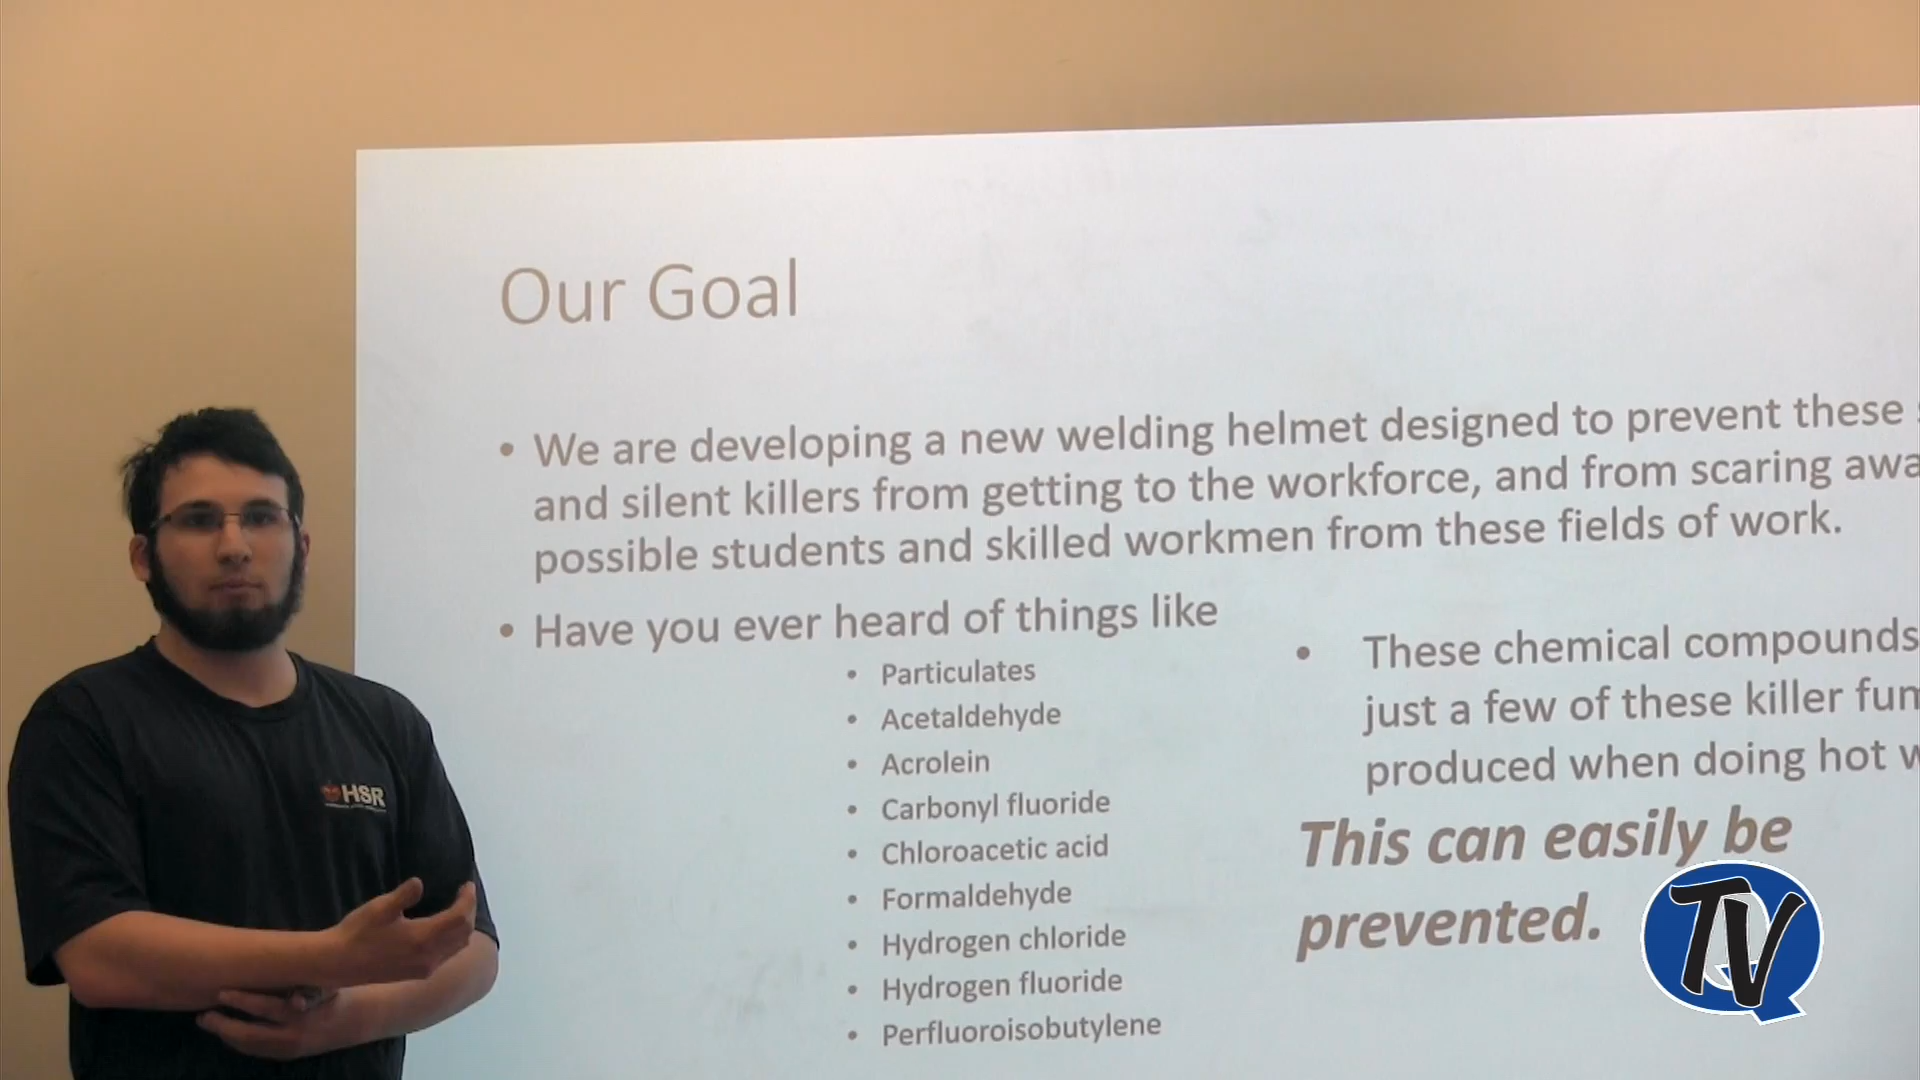 Our Goal
• We are developing a new welding helmet designed to prevent these
and silent killers from getting to the workforce, and from scaring
possible students and skilled workmen from these fields of work.
• Have you ever heard of things like
• Particulates
• Acetaldehyde
• Acrolein
• Carbonyl fluoride
• Chloroacetic acid
• Formaldehyde
• Hydrogen chloride
• Hydrogen fluoride
• Perfluoroisobutylene
• These chemical compounds
just a few of these killer
produced when doing hot
This can easily be
prevented.
HSR
TVQ